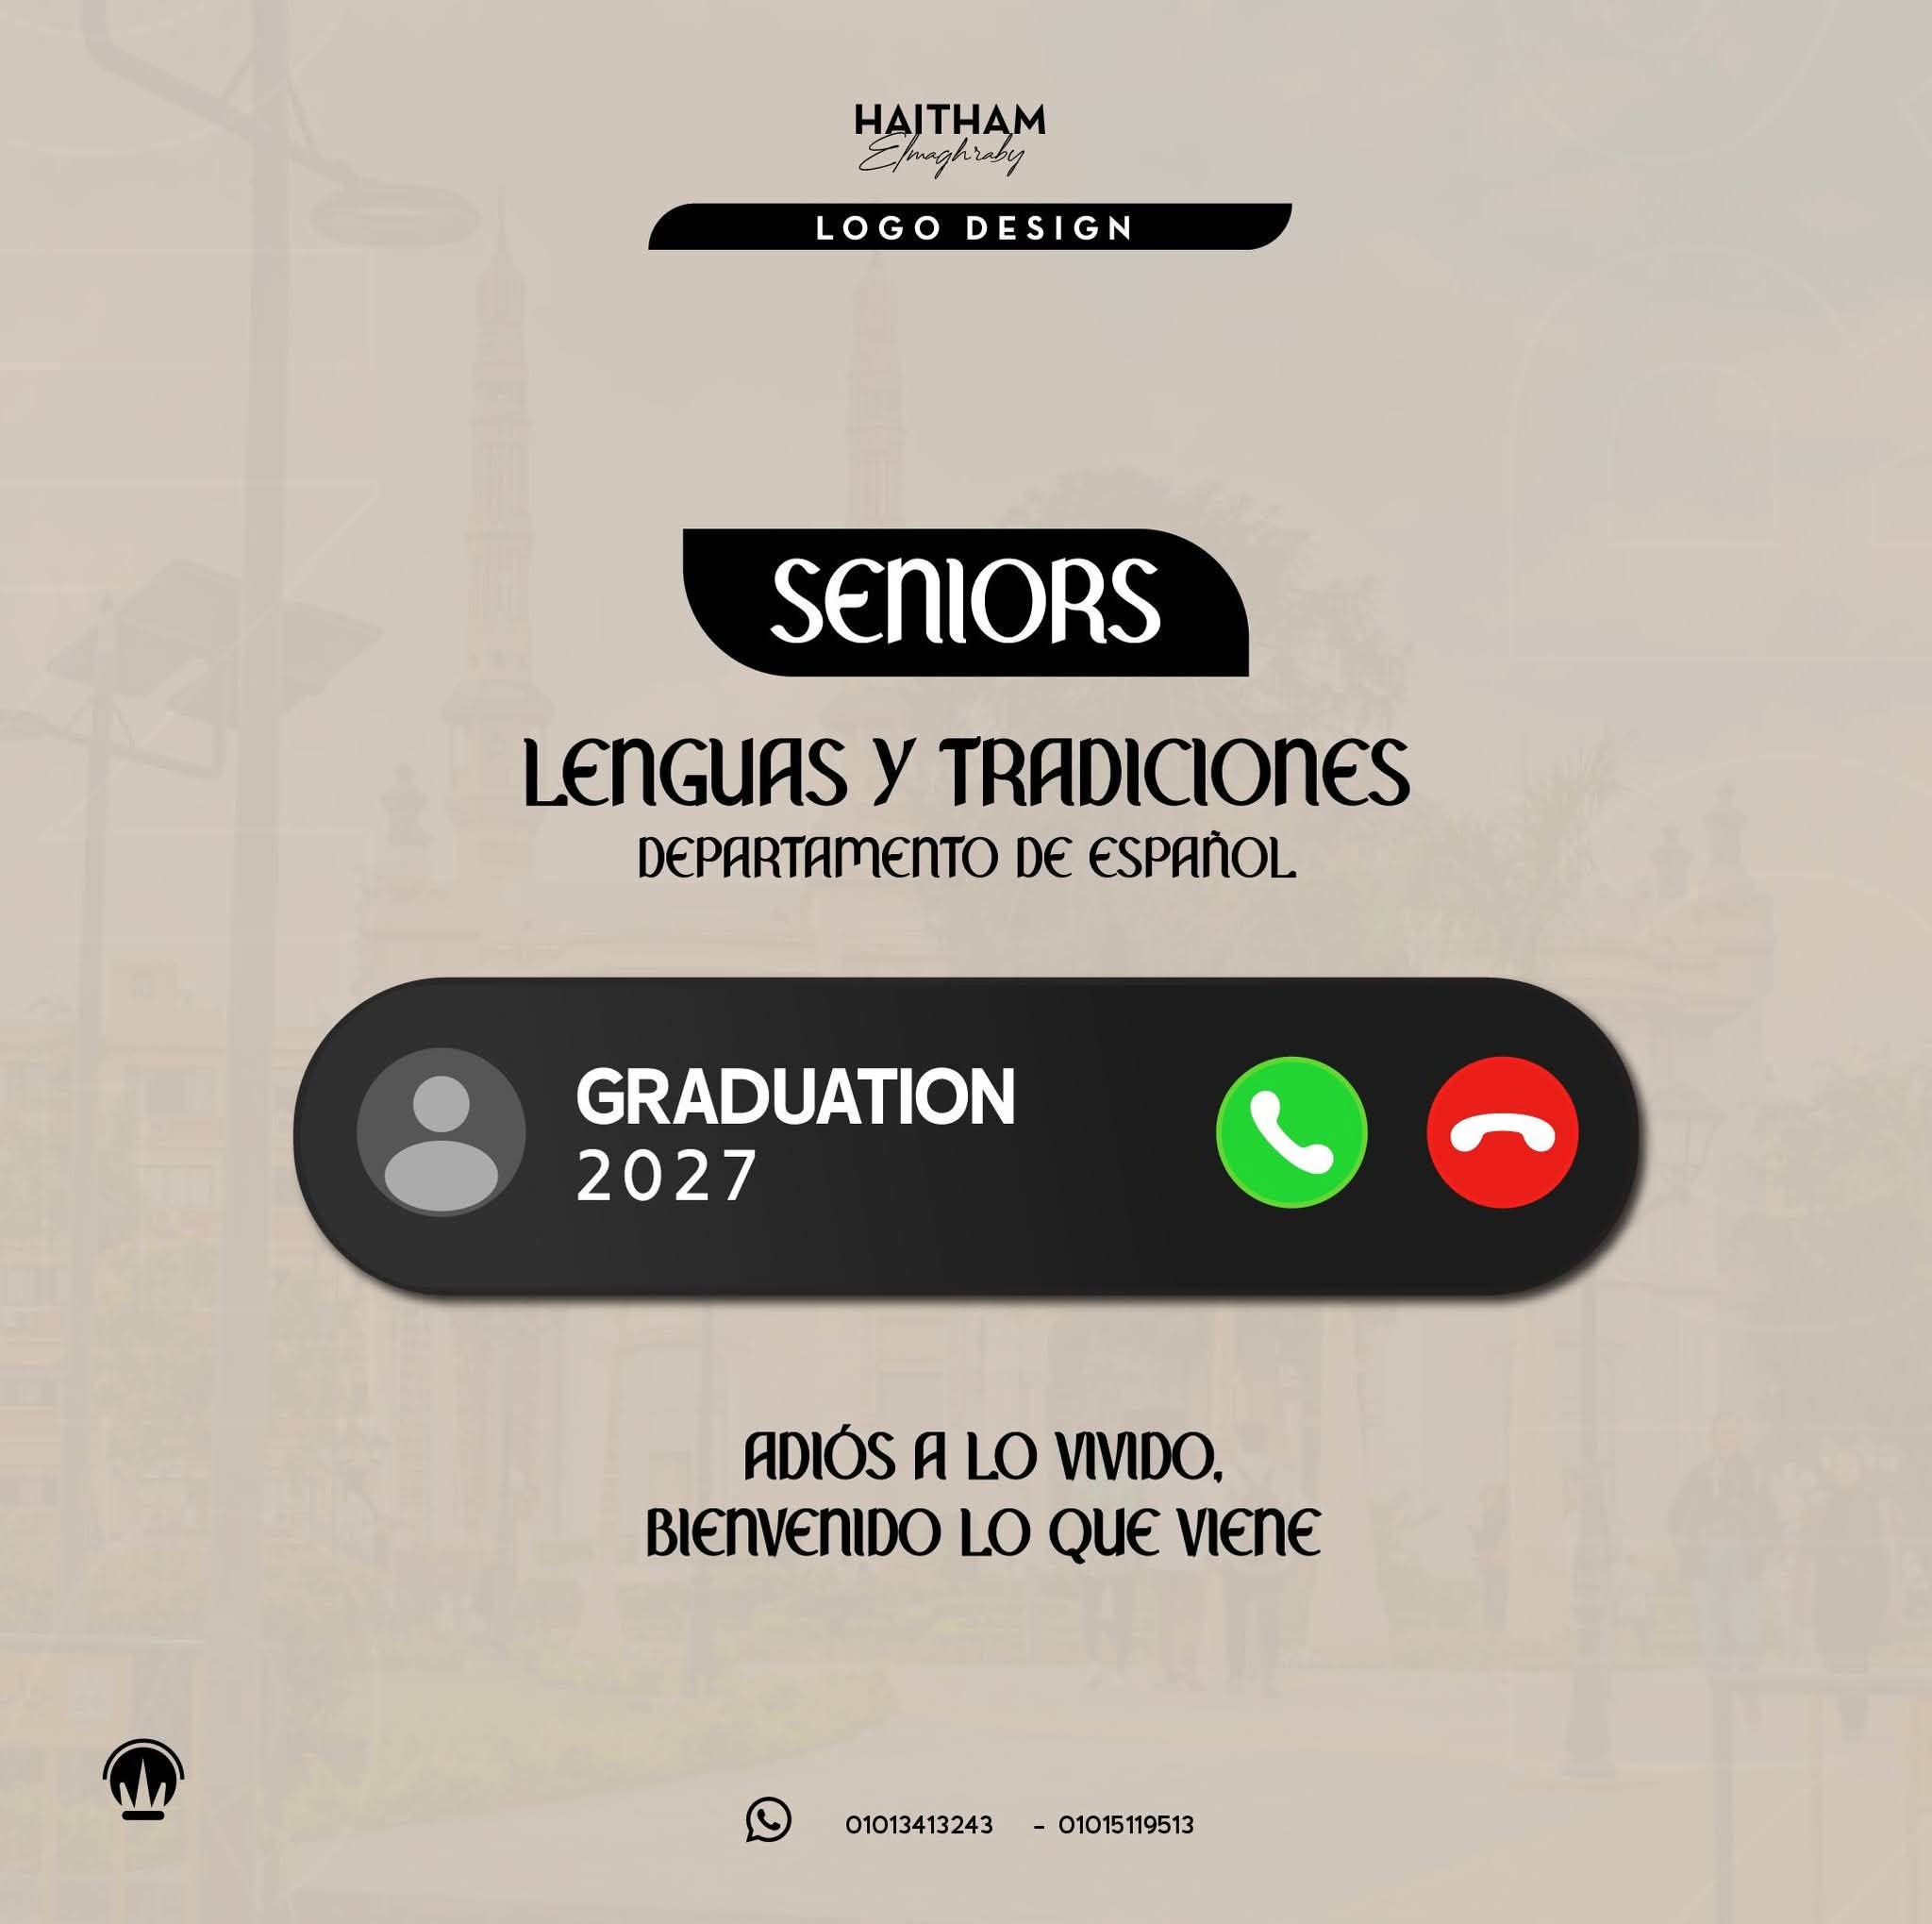 HAITHAM
Elmaghraby
LOGO DESIGN
SENIORS
LENGUAS Y TRADICIONES
DEPARTAMENTO DE ESPAÑOL
GRADUATION
2027
ADIÓS A LO VIVIDO,
BIENVENIDO LO QUE VIENE
01013413243 - 01015119513